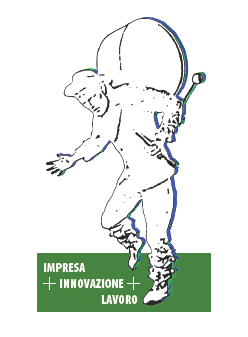 IMPRESA
+ INNOVAZIONE +
LAVORO